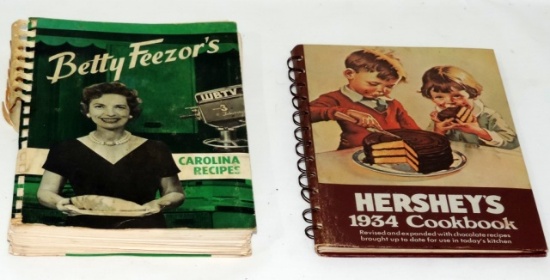 Betty Feezor's
WBTV
3
CAROLINA
RECIPES
HERSHEY'S
1934 Cookbook
Revised and expanded with chocolate recipes
brought up to date for use in today's kitchen